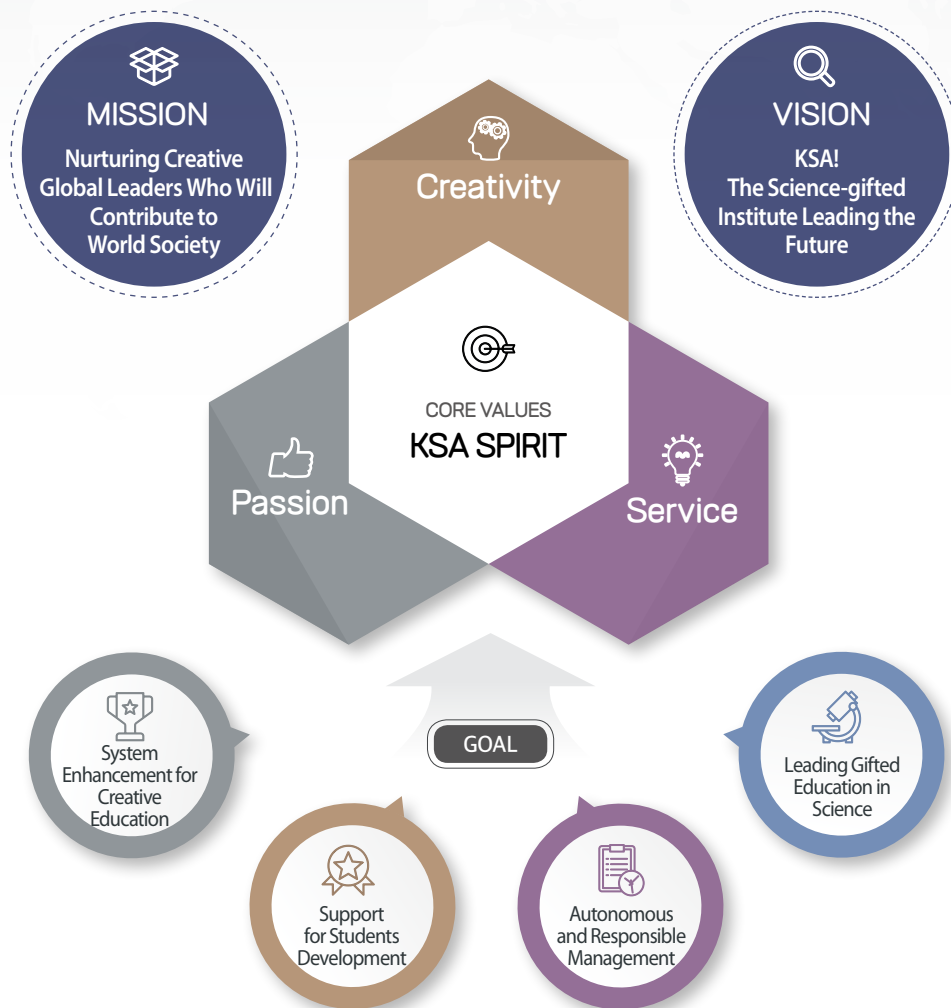 MISSION
Nurturing Creative
Global Leaders Who Will
Contribute to
World Society
VISION
KSA!
The Science-gifted
Institute Leading the
Future
Creativity
CORE VALUES
KSA SPIRIT
Passion
Service
GOAL
System
Enhancement for
Creative
Education
Support
for Students
Development
Autonomous
and Responsible
Management
Leading Gifted
Education in
Science